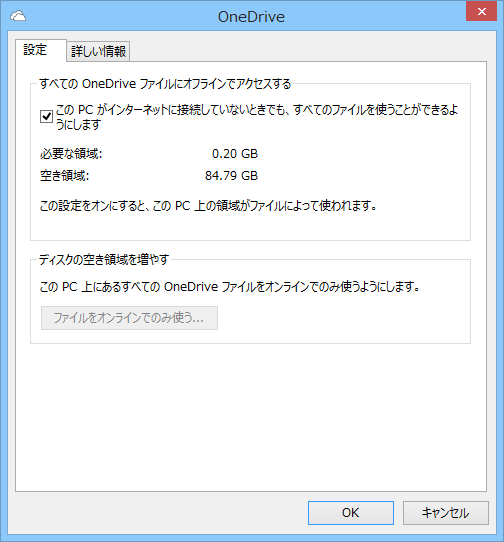 OneDrive
設定
詳しい情報
すべての OneDrive ファイルにオフラインでアクセスする
この PC がインターネットに接続していないときでも、すべてのファイルを使うことができるよ
うにします
必要な領域: 0.20 GB
空き領域: 84.79 GB
この設定をオンにすると、この PC 上の領域がファイルによって使われます。
ディスクの空き領域を増やす
この PC 上にあるすべての OneDrive ファイルをオンラインでのみ使うようにします。
ファイルをオンラインでのみ使う...
OK
キャンセル